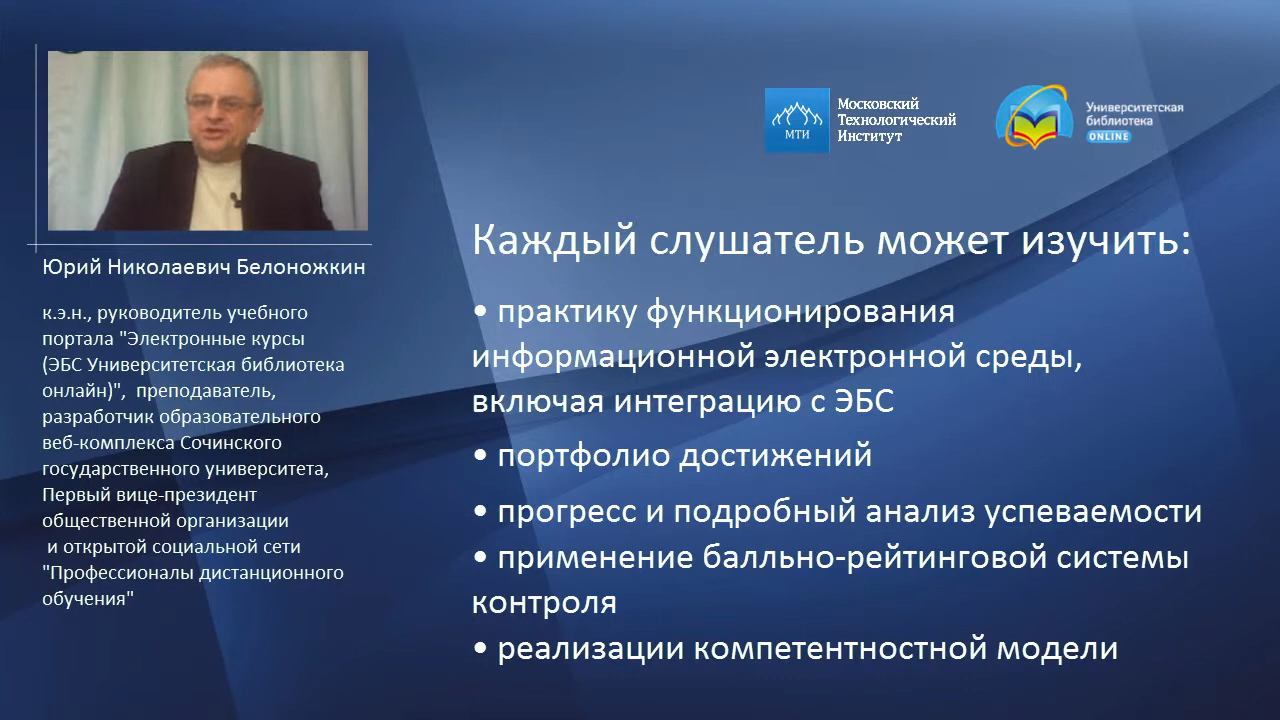 МТИ
Московский
Технологический
Институт
Университетская
библиотека
ONLINE
Юрий Николаевич Белоножкин
к.э.н., руководитель учебного
портала "Электронные курсы
(ЭБС Университетская библиотека
онлайн)",  преподаватель,
разработчик образовательного
веб-комплекса Сочинского
государственного университета,
Первый вице-президент
общественной организации
и открытой социальной сети
"Профессионалы дистанционного
обучения"
Каждый слушатель может изучить:
• практику функционирования
информационной электронной среды,
включая интеграцию с ЭБС
• портфолио достижений
• прогресс и подробный анализ успеваемости
• применение балльно-рейтинговой системы
контроля
• реализации компетентностной модели